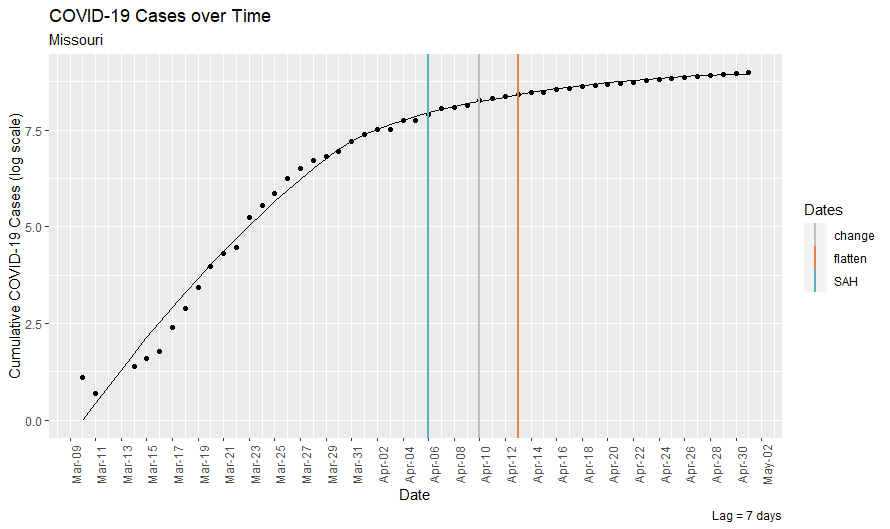 COVID-19 Cases over Time
Missouri
Cumulative COVID-19 Cases (log scale)
7.5
5.0
2.5
0.0
Mar-09
Mar-11
Mar-13
Mar-15
Mar-17
Mar-19
Mar-21
Mar-23
Mar-25
Mar-27
Mar-29
Mar-31
Apr-02
Apr-04
Apr-06
Apr-08
Apr-10
Apr-12
Apr-14
Apr-16
Apr-18
Apr-20
Apr-22
Apr-24
Apr-26
Apr-28
Apr-30
May-02
Date
Dates
change
flatten
SAH
Lag = 7 days